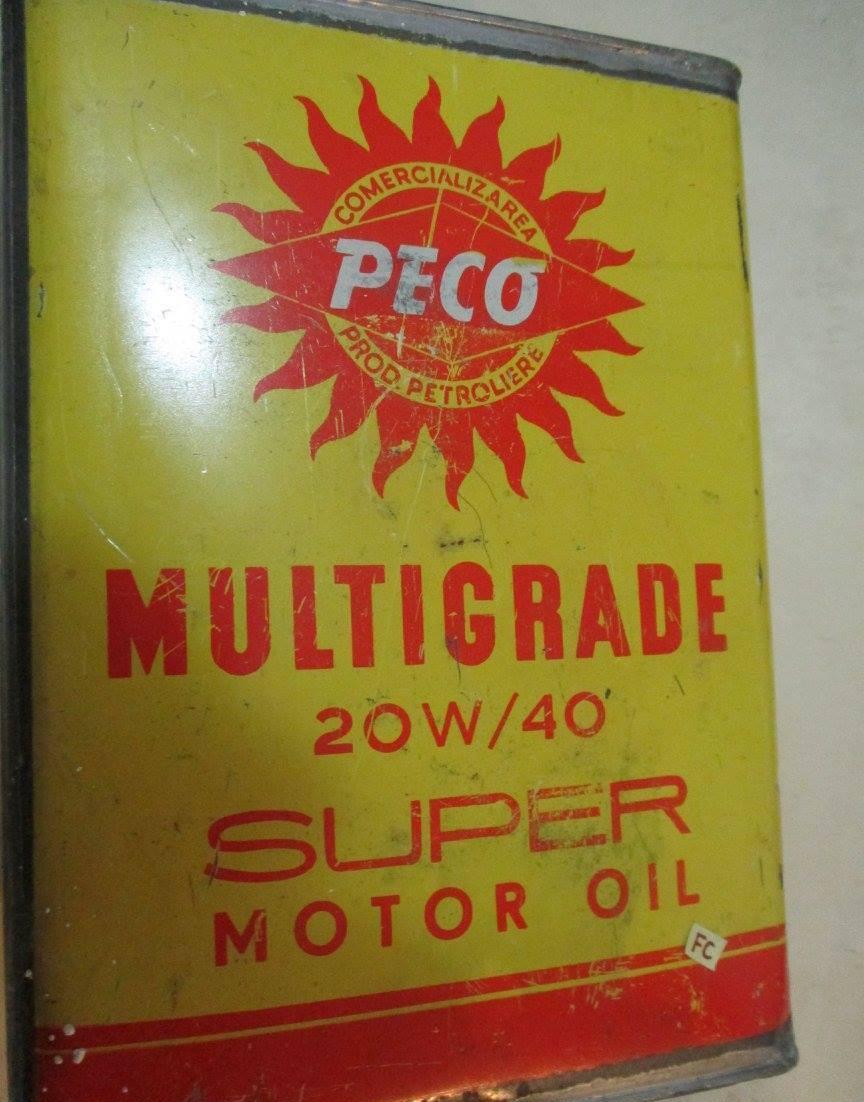 COMERCIALIZAREA
PECO
PROD. PETROLIERE
MULTIGRADE
20W/40
SUPER
MOTOR OIL
FC